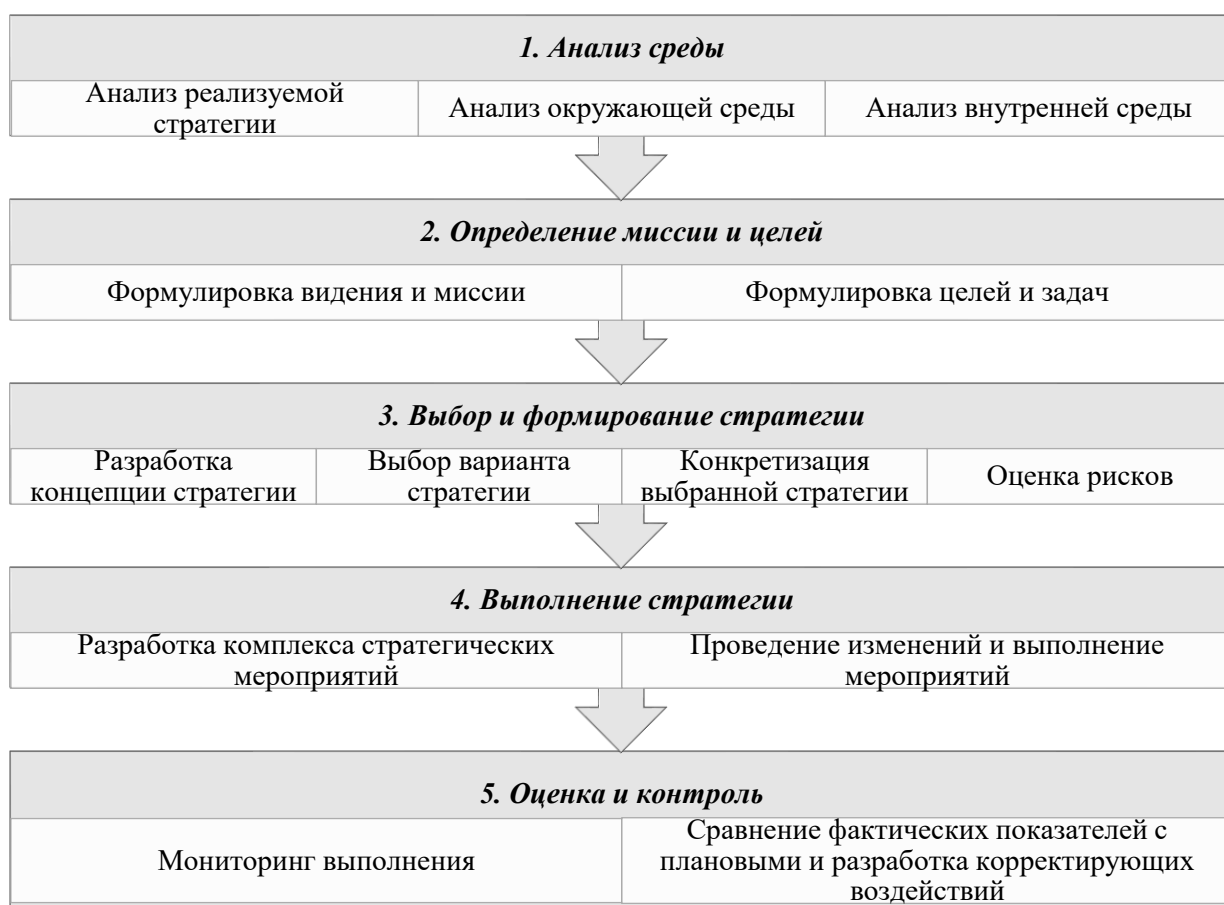 1. Анализ среды
Анализ реализуемой
стратегии
Анализ окружающей среды
Анализ внутренней среды
2. Определение миссии и целей
Формулировка видения и миссии
Формулировка целей и задач
3. Выбор и формирование стратегии
Разработка
концепции стратегии
Выбор варианта
стратегии
Конкретизация
выбранной стратегии
Оценка рисков
4. Выполнение стратегии
Разработка комплекса стратегических
мероприятий
Проведение изменений и выполнение
мероприятий
5. Оценка и контроль
Мониторинг выполнения
Сравнение фактических показателей с
плановыми и разработка корректирующих
воздействий